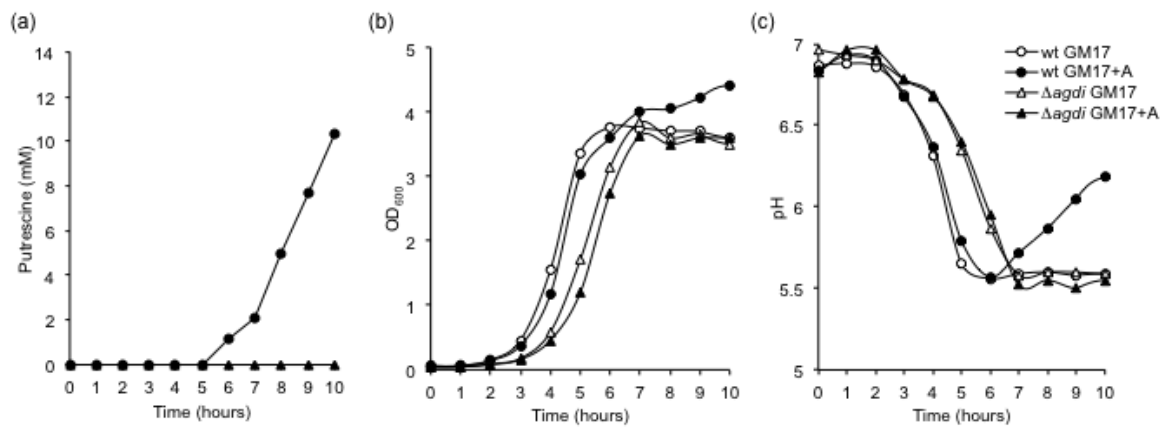 (a)
14
12
10
8
6
4
2
0
Putrescine (mM)
0 1 2 3 4 5 6 7 8 9 10
Time (hours)
(b)
5
4
3
2
1
0
OD600
0 1 2 3 4 5 6 7 8 9 10
Time (hours)
(c)
7
6.5
6
5.5
5
pH
0 1 2 3 4 5 6 7 8 9 10
Time (hours)
wt GM17
wt GM17+A
Δagdi GM17
Δagdi GM17+A